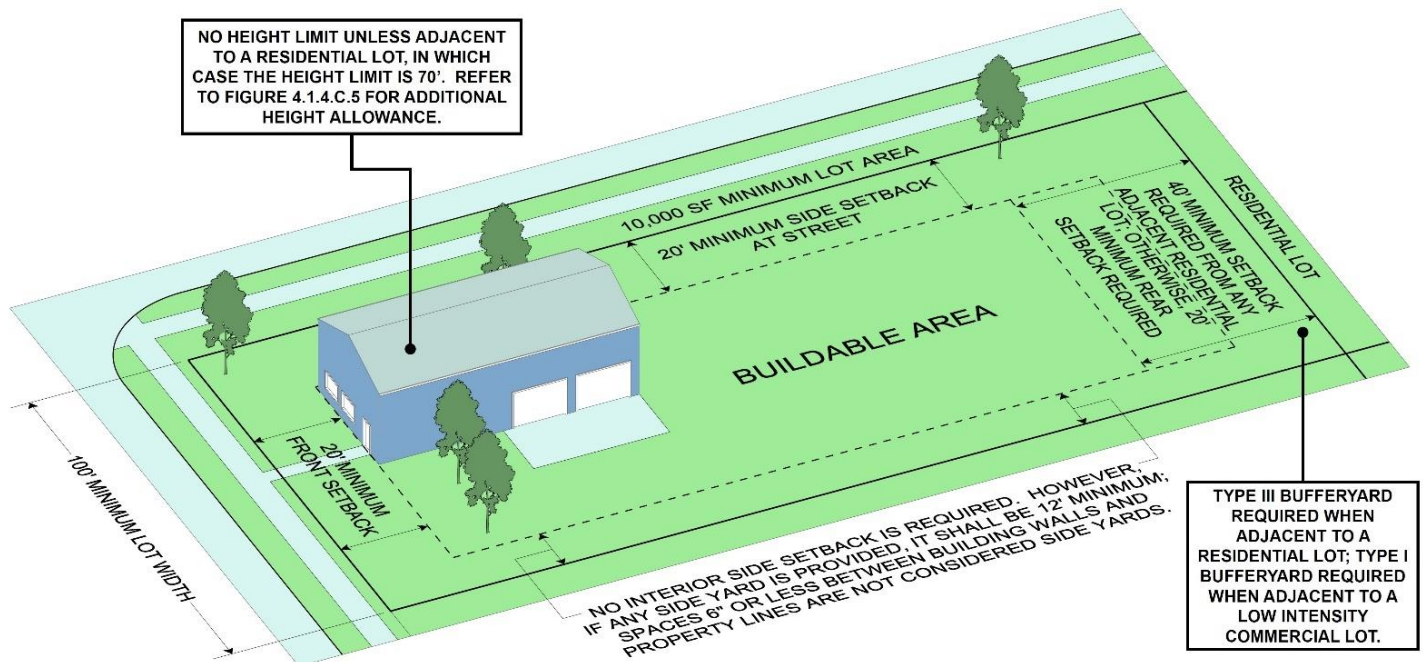 NO HEIGHT LIMIT UNLESS ADJACENT
TO A RESIDENTIAL LOT, IN WHICH
CASE THE HEIGHT LIMIT IS 70'. REFER
TO FIGURE 4.1.4.C.5 FOR ADDITIONAL
HEIGHT ALLOWANCE.
10,000 SF MINIMUM LOT AREA
20' MINIMUM SIDE SETBACK
AT STREET
RESIDENTIAL LOT
40' MINIMUM SETBACK
REQUIRED FROM ANY
ADJACENT RESIDENTIAL
LOT: OTHERWISE, 20'
MINIMUM REAR
SETBACK REQUIRED
BUILDABLE AREA
20' MINIMUM
FRONT SETBACK
100' MINIMUM LOT WIDTH
NO INTERIOR SIDE SETBACK IS REQUIRED. HOWEVER,
IF ANY SIDE YARD IS PROVIDED, IT SHALL BE 12' MINIMUM;
SPACES 6" OR LESS BETWEEN BUILDING WALLS AND
PROPERTY LINES ARE NOT CONSIDERED SIDE YARDS.
TYPE III BUFFERYARD
REQUIRED WHEN
ADJACENT TO A
RESIDENTIAL LOT; TYPE I
BUFFERYARD REQUIRED
WHEN ADJACENT TO A
LOW INTENSITY
COMMERCIAL LOT.